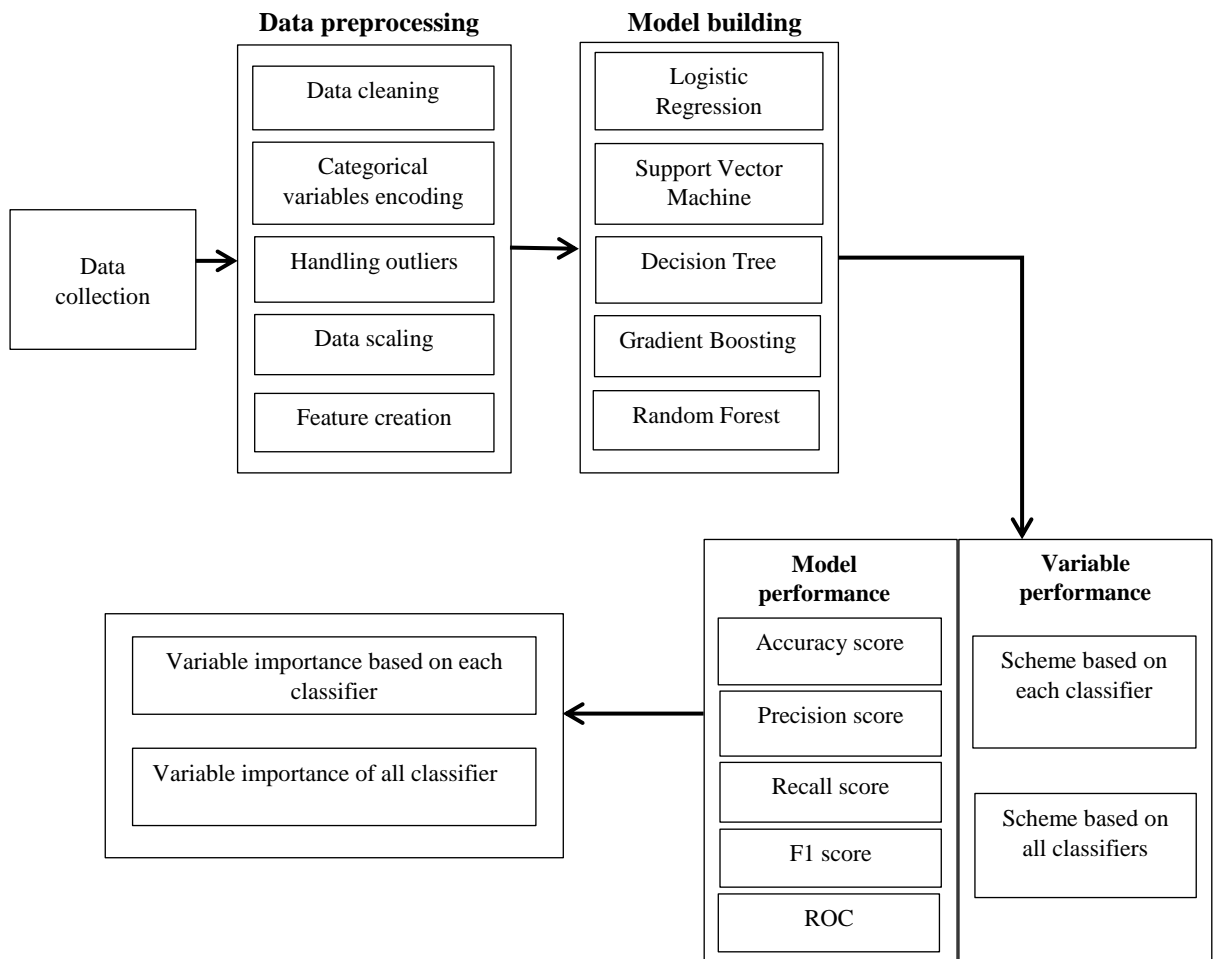 Data preprocessing
Model building
Data
collection
Data cleaning
Categorical
variables encoding
Handling outliers
Data scaling
Feature creation
Logistic
Regression
Support Vector
Machine
Decision Tree
Gradient Boosting
Random Forest
Model
performance
Accuracy score
Precision score
Recall score
F1 score
ROC
Variable
performance
Scheme based on
each classifier
Scheme based on
all classifiers
Variable importance based on each
classifier
Variable importance of all classifier